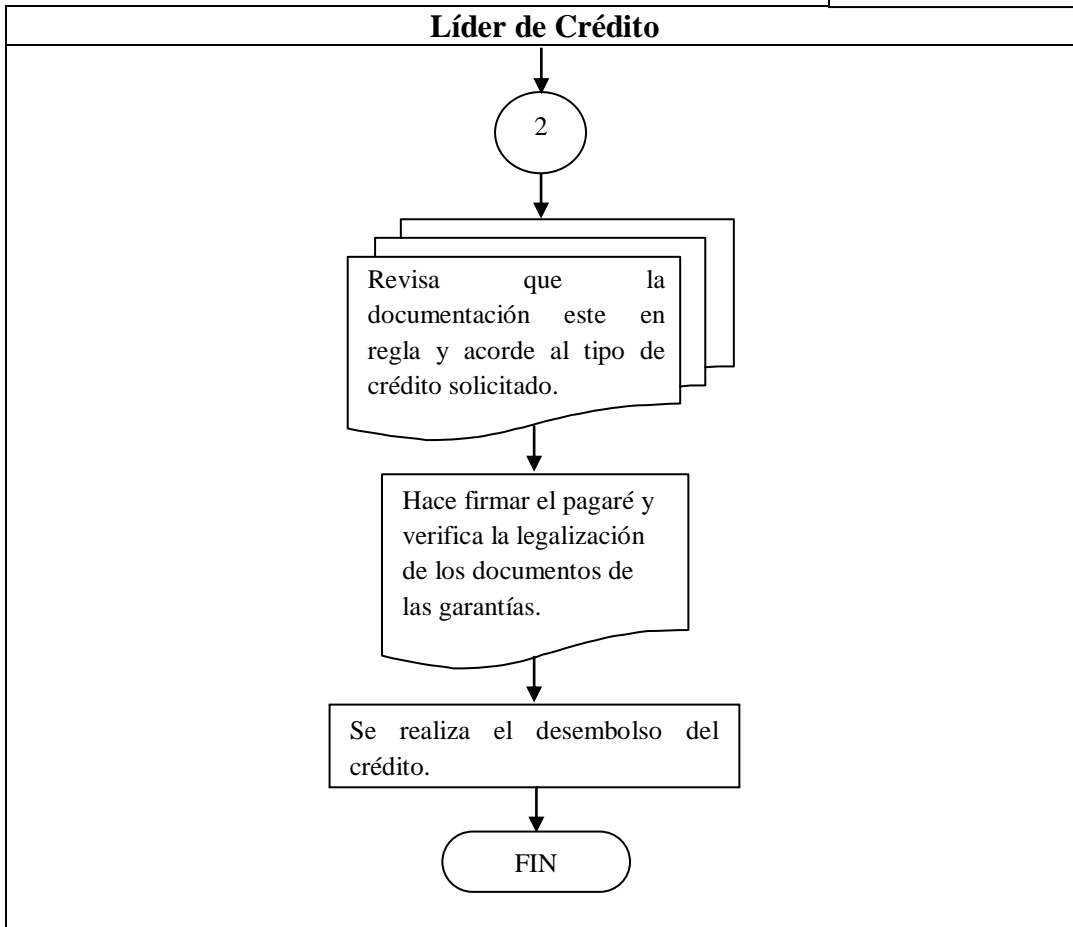 Líder de Crédito
2
Revisa que la
documentación este en
regla y acorde al tipo de
crédito solicitado.
Hace firmar el pagaré y
verifica la legalización
de los documentos de
las garantías.
Se realiza el desembolso del
crédito.
FIN